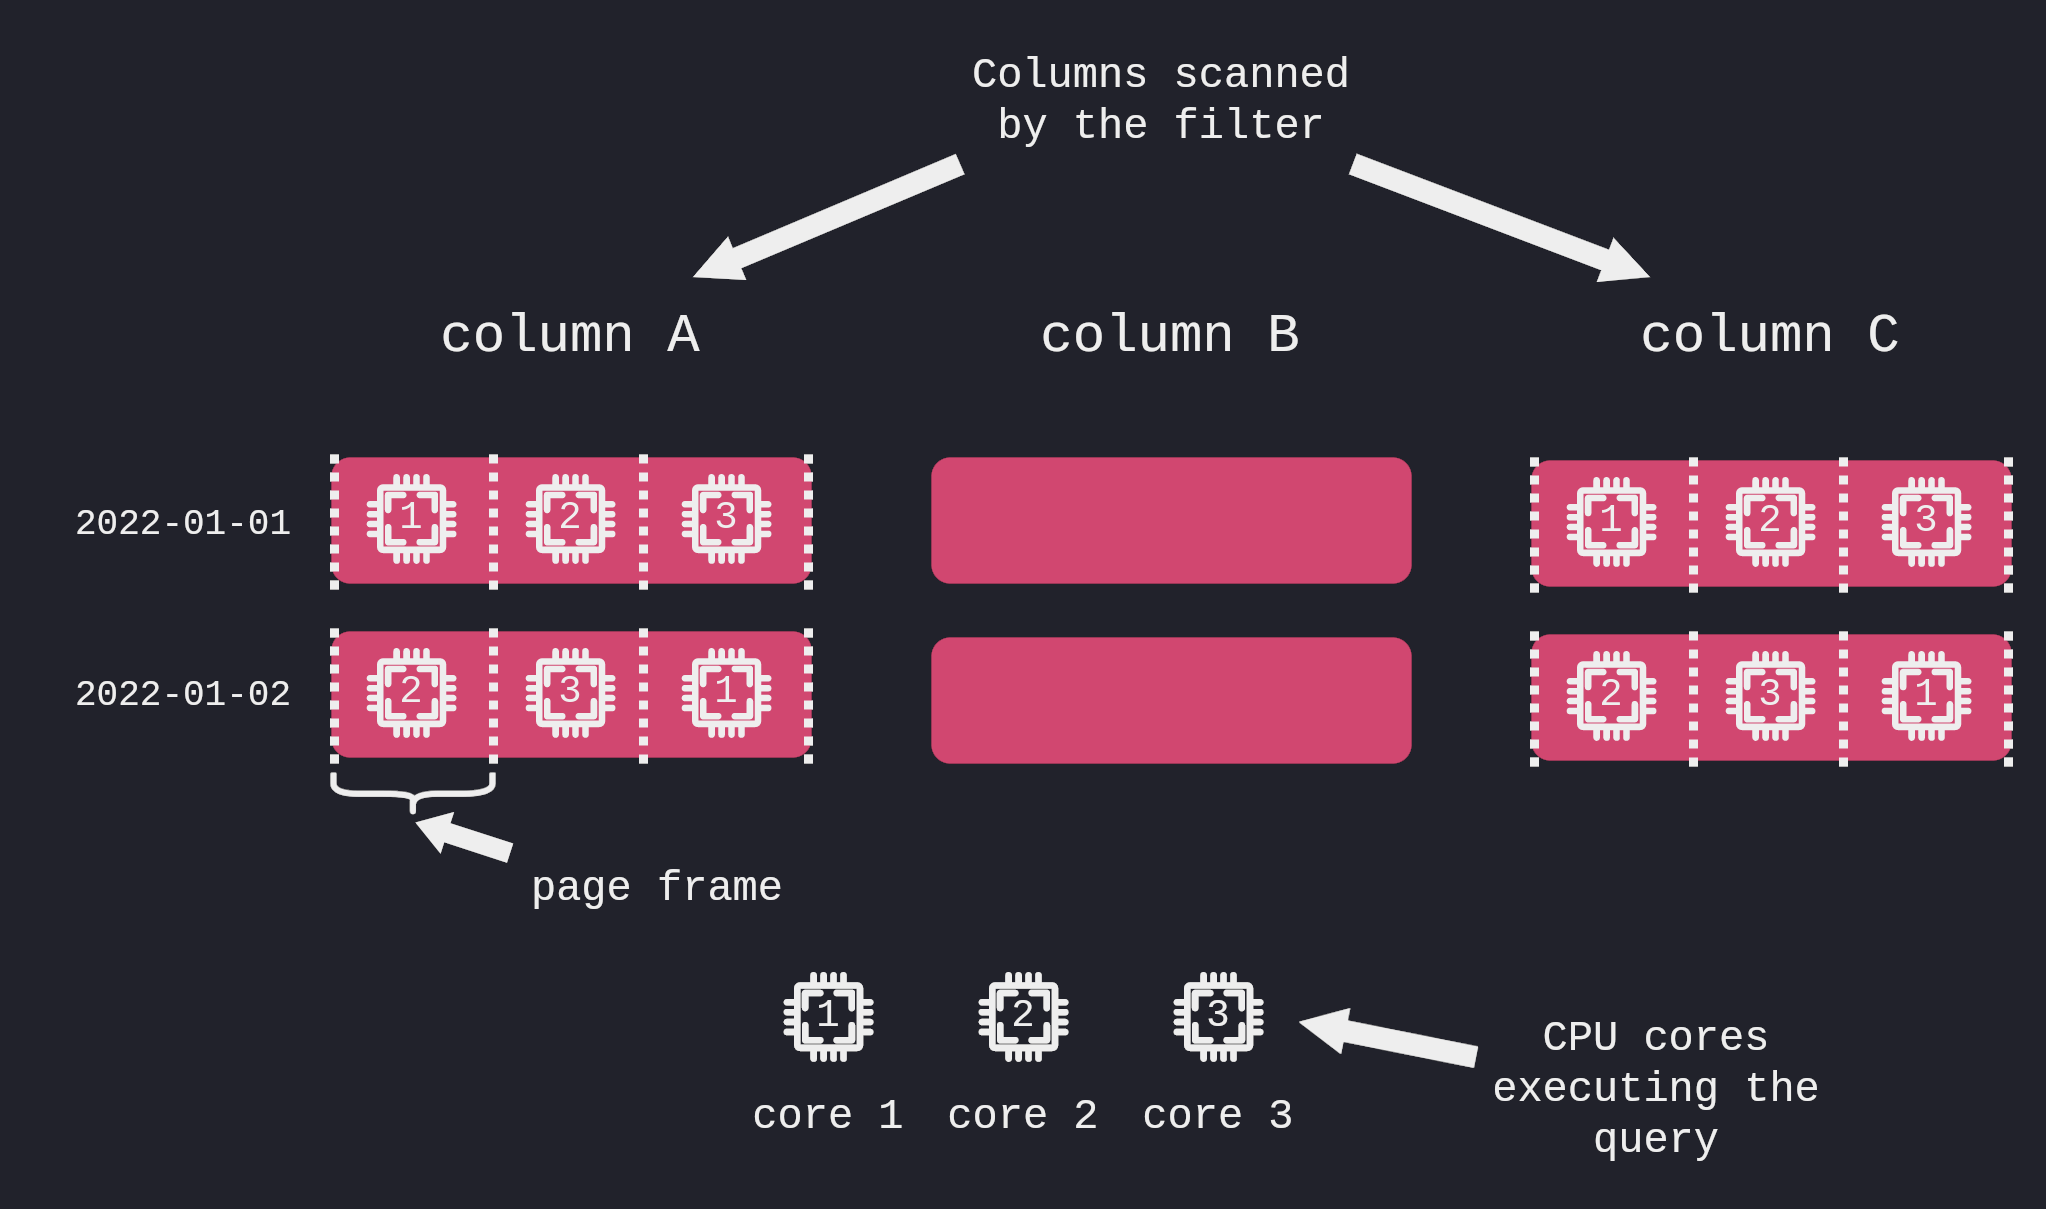 Columns scanned
by the filter
column A
column B
column C
2022-01-01
1 2 3
1 2 3
2022-01-02
2 3 1
2 3 1
page frame
1 2 3
core 1 core 2 core 3
CPU cores
executing the
query